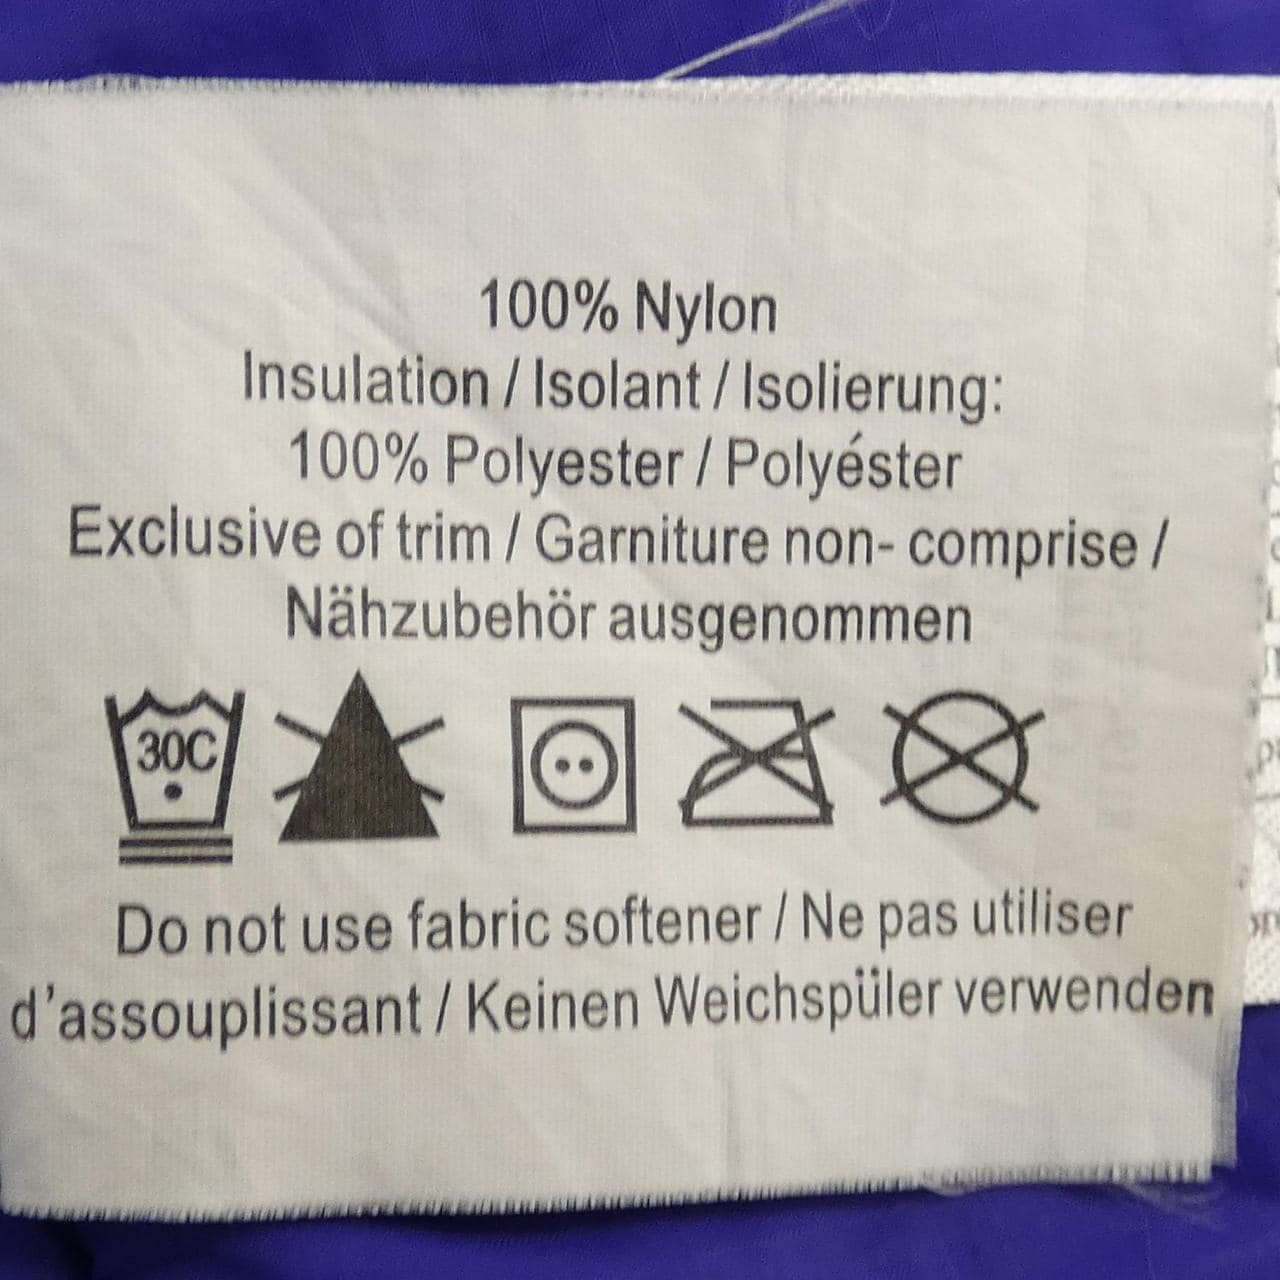 100% Nylon
Insulation / Isolant / Isolierung:
100% Polyester / Polyéster
Exclusive of trim / Garniture non- comprise /
Nähzubehör ausgenommen
30C
Do not use fabric softener / Ne pas utiliser
d'assouplissant / Keinen Weichspüler verwenden